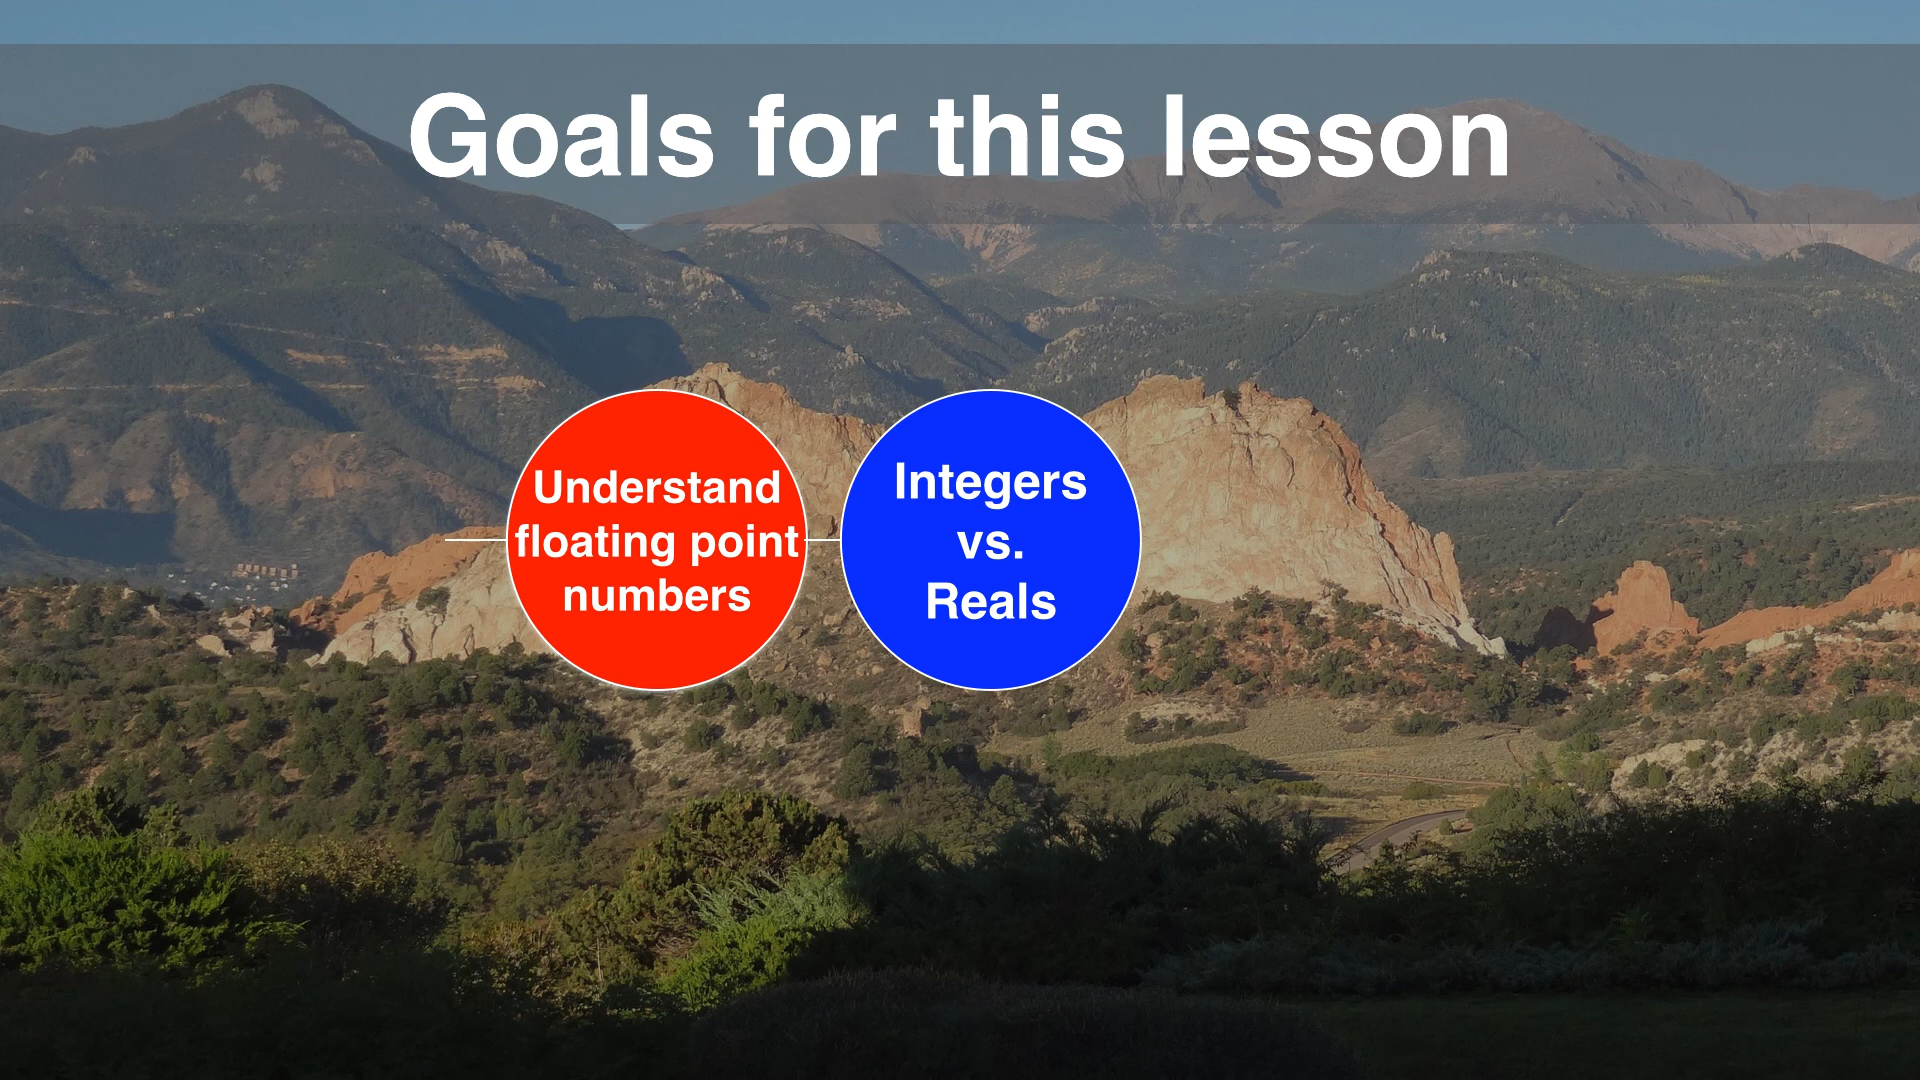 Goals for this lesson
Understand
floating point
numbers
Integers
vs.
Reals